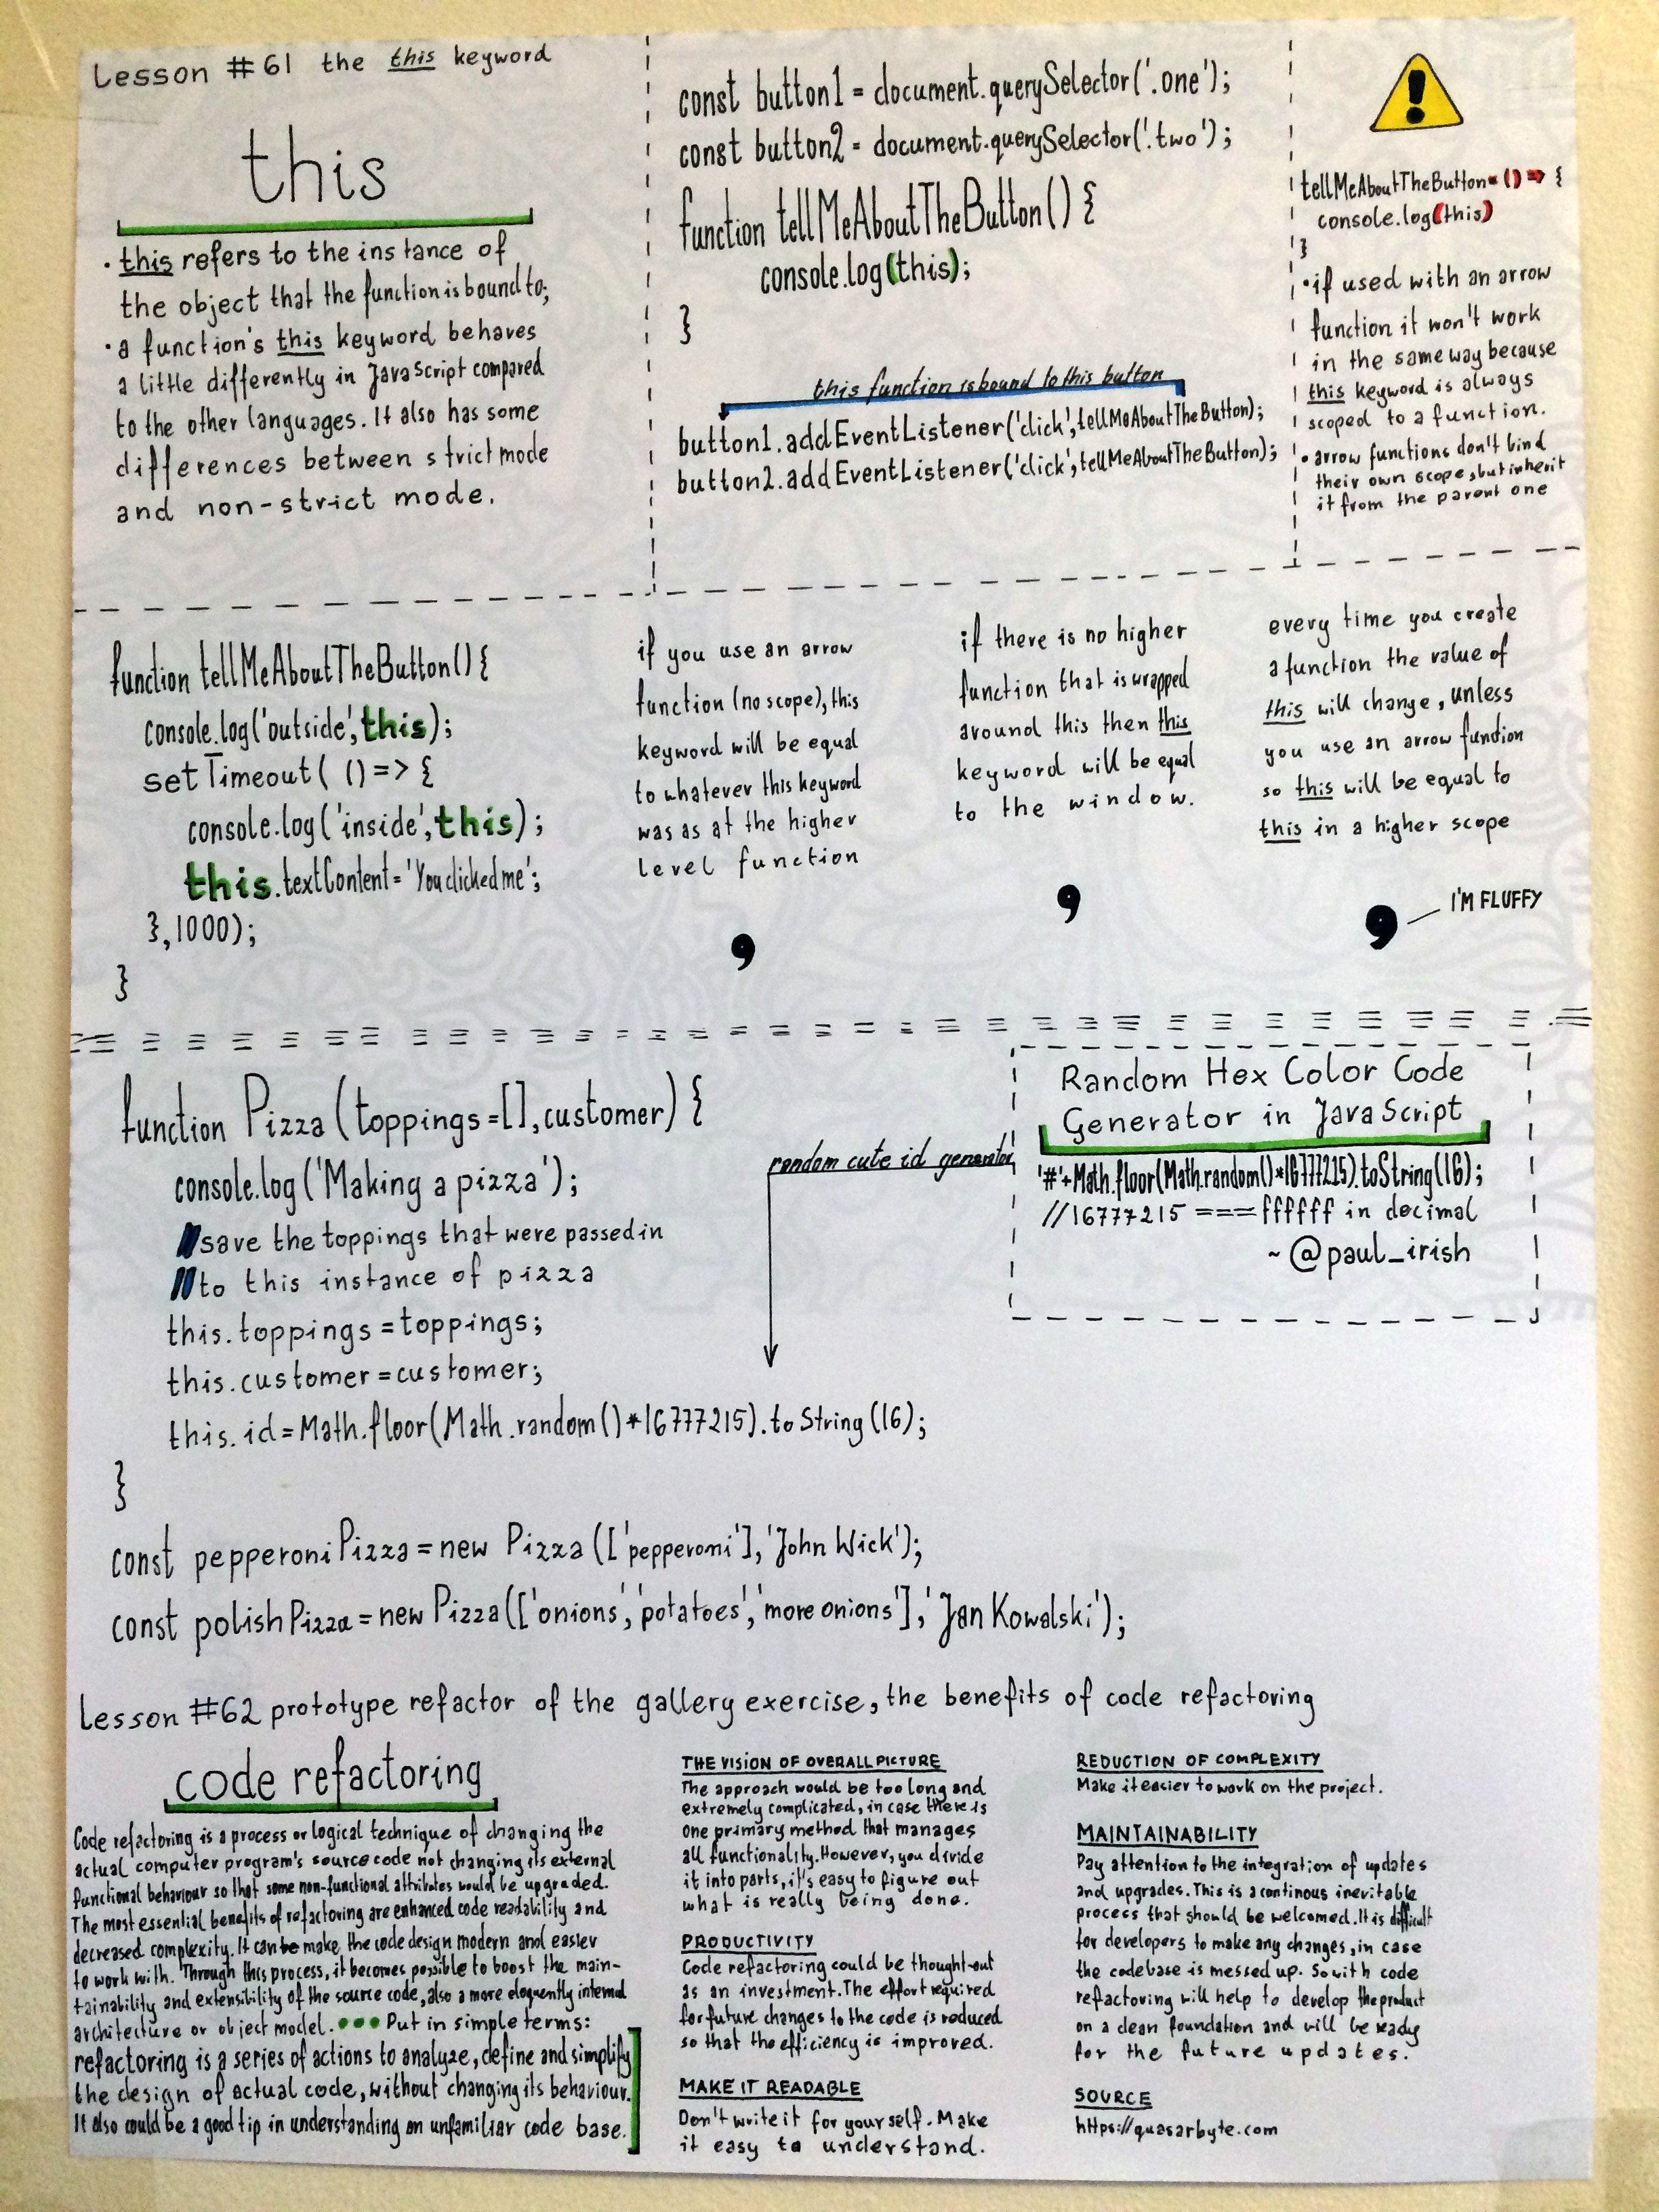 Lesson #61 the this keyword
this
• this refers to the instance of
the object that the function is bound to;
• a function's this keyword behaves
a little differently in JavaScript compared
to the other languages. It also has some
differences between strict mode
and non-strict mode.
const button1 = document.querySelector('.one');
const button2 = document.querySelector('.two');
function tellMeAboutTheButton() {
console.log(this);
}
this function is bound to this button
button1.addEventListener('click', tellMeAboutTheButton);
button2.addEventListener('click', tellMeAboutTheButton);
!
tellMeAboutTheButton = () => {
console.log(this)
}
• if used with an arrow
function it won't work
in the same way because
this keyword is always
scoped to a function.
• arrow functions don't bind
their own scope, but inherit
it from the parent one
function tellMeAboutTheButton() {
console.log('outside', this);
setTimeout( () => {
console.log('inside', this);
this.textContent = 'You clicked me';
}, 1000);
}
if you use an arrow
function (no scope), this
keyword will be equal
to whatever this keyword
was as at the higher
level function
,
if there is no higher
function that is wrapped
around this then this
keyword will be equal
to the window.
,
every time you create
a function the value of
this will change, unless
you use an arrow function
so this will be equal to
this in a higher scope
, I'M FLUFFY
function Pizza (toppings = [], customer) {
console.log('Making a pizza');
//save the toppings that were passed in
//to this instance of pizza
this.toppings = toppings;
this.customer = customer;
this.id = Math.floor(Math.random()*16777215).toString(16);
}
random cute id generator
Random Hex Color Code
Generator in JavaScript
'#'+Math.floor(Math.random()*16777215).toString(16);
//16777215 === ffffff in decimal
~ @paul_irish
const pepperoniPizza = new Pizza (['pepperoni'], 'John Wick');
const polishPizza = new Pizza (['onions', 'potatoes', 'more onions'], 'Jan Kowalski');
Lesson #62 prototype refactor of the gallery exercise, the benefits of code refactoring
code refactoring
Code refactoring is a process or logical technique of changing the
actual computer program's source code not changing its external
functional behaviour so that some non-functional attributes would be upgraded.
The most essential benefits of refactoring are enhanced code readability and
decreased complexity. It can be make the code design modern and easier
to work with. Through this process, it becomes possible to boost the main-
tainability and extensibility of the source code, also a more eloquently internal
architecture or object model. ••• Put in simple terms:
refactoring is a series of actions to analyze, define and simplify
the design of actual code, without changing its behaviour.
It also could be a good tip in understanding an unfamiliar code base.
THE VISION OF OVERALL PICTURE
The approach would be too long and
extremely complicated, in case there is
one primary method that manages
all functionality. However, you divide
it into parts, it's easy to figure out
what is really being done.
PRODUCTIVITY
Code refactoring could be thought-out
as an investment. The effort required
for future changes to the code is reduced
so that the efficiency is improved.
MAKE IT READABLE
Don't write it for yourself. Make
it easy to understand.
REDUCTION OF COMPLEXITY
Make it easier to work on the project.
MAINTAINABILITY
Pay attention to the integration of updates
and upgrades. This is a continous inevitable
process that should be welcomed. It is difficult
for developers to make any changes, in case
the codebase is messed up. So with code
refactoring will help to develop the product
on a clean foundation and will be ready
for the future updates.
SOURCE
https://quasarbyte.com